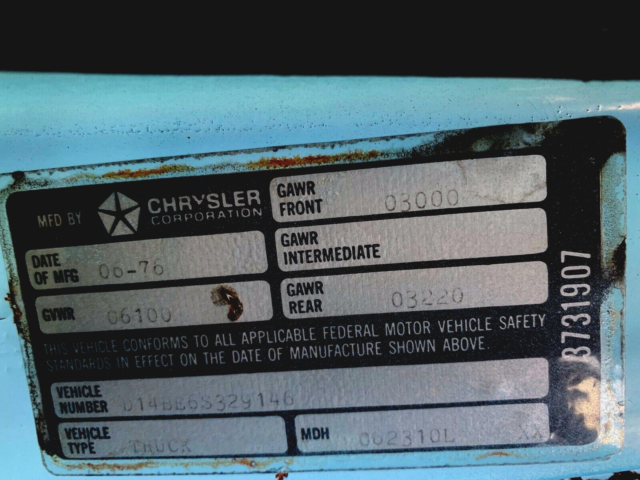 MFD BY CHRYSLER CORPORATION
GAWR FRONT 03000
DATE OF MFG 06-76
GAWR INTERMEDIATE
GVWR 06100
GAWR REAR 03220
THIS VEHICLE CONFORMS TO ALL APPLICABLE FEDERAL MOTOR VEHICLE SAFETY
STANDARDS IN EFFECT ON THE DATE OF MANUFACTURE SHOWN ABOVE.
VEHICLE NUMBER D14BE6S329146
VEHICLE TYPE TRUCK
MDH 062310L XX
8731907